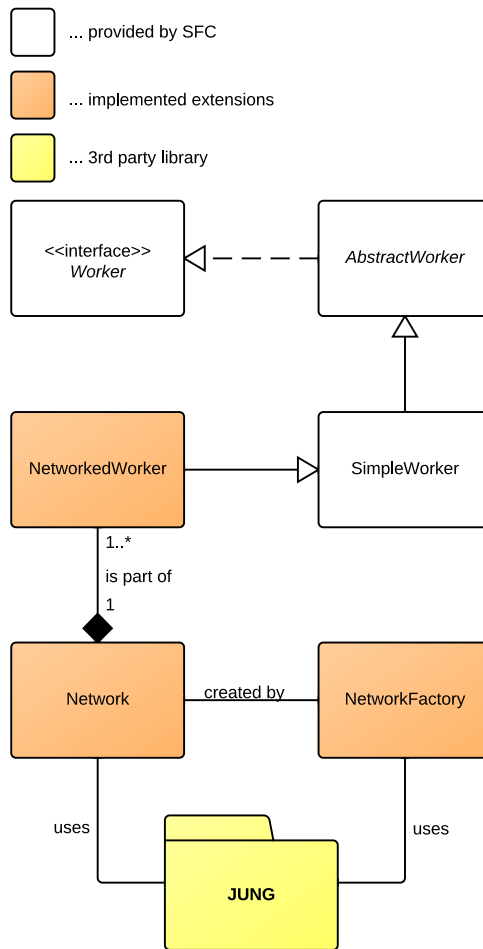 ... provided by SFC
... implemented extensions
... 3rd party library
<<interface>>
Worker
AbstractWorker
NetworkedWorker
SimpleWorker
1..*
is part of
1
Network
created by
NetworkFactory
uses
uses
JUNG